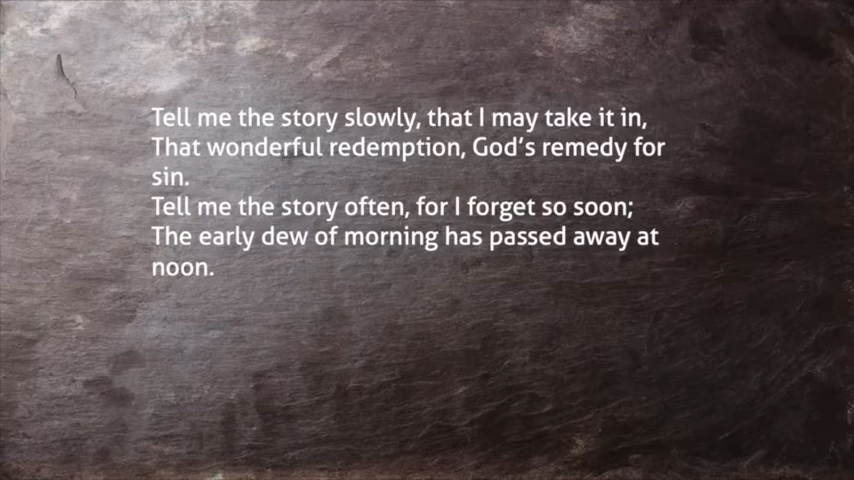 Tell me the story slowly, that I may take it in,
That wonderful redemption, God's remedy for
sin.
Tell me the story often, for I forget so soon;
The early dew of morning has passed away at
noon.